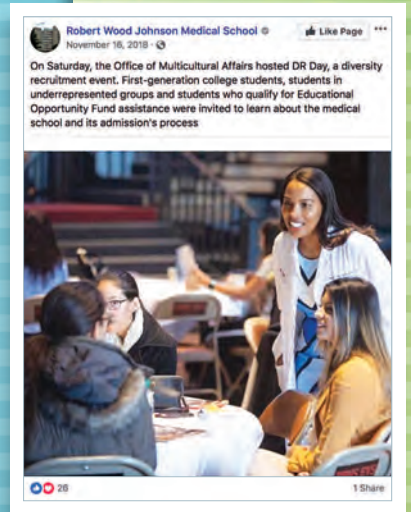 Robert Wood Johnson Medical School
Like Page
November 16, 2018
On Saturday, the Office of Multicultural Affairs hosted DR Day, a diversity
recruitment event. First-generation college students, students in
underrepresented groups and students who qualify for Educational
Opportunity Fund assistance were invited to learn about the medical
school and its admission's process
26
1 Share